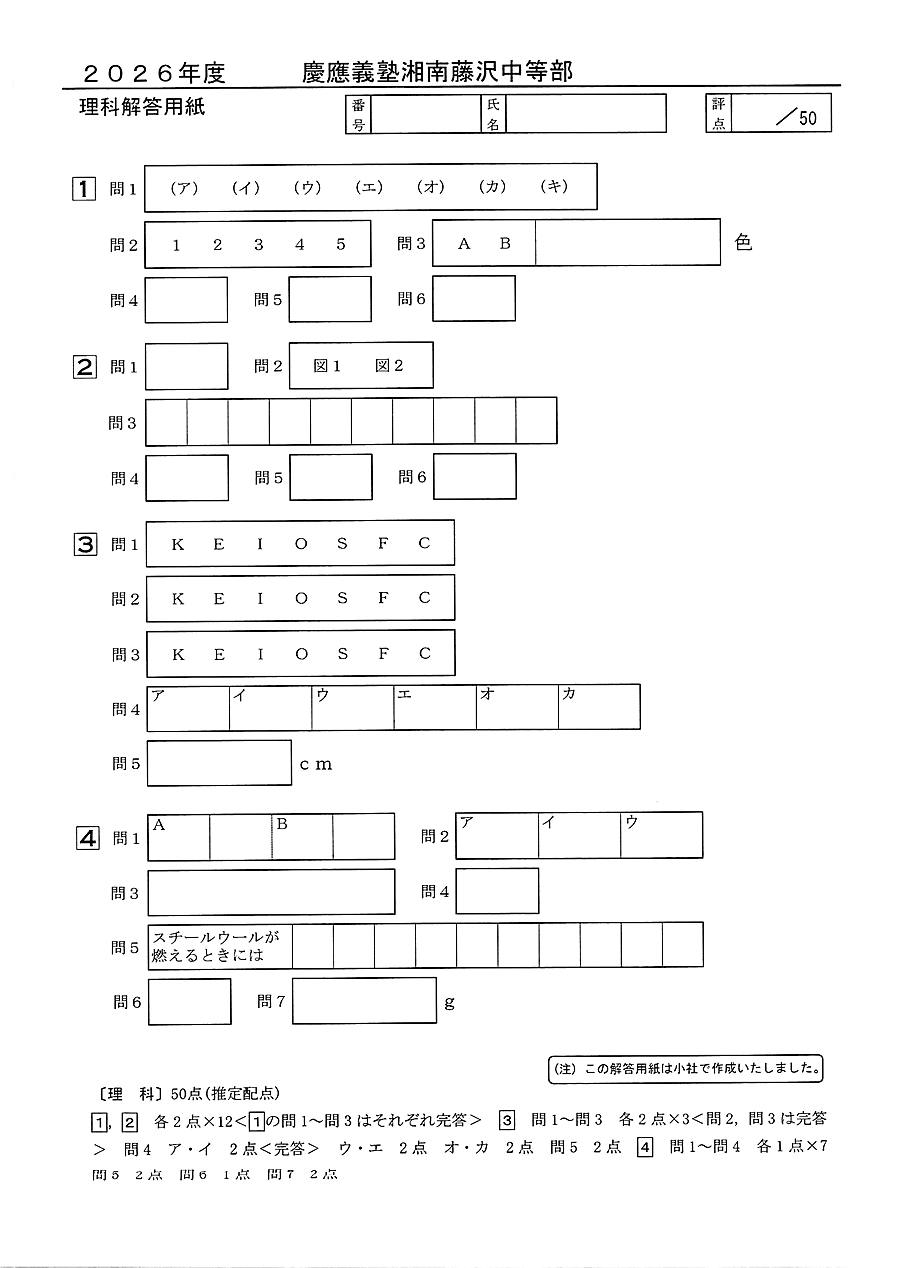 2026年度　慶應義塾湘南藤沢中等部
理科解答用紙　番号　氏名　評点　／50
1　問1　(ア)　(イ)　(ウ)　(エ)　(オ)　(カ)　(キ)
問2　1　2　3　4　5　問3　A　B　色
問4　問5　問6
2　問1　問2　図1　図2
問3
問4　問5　問6
3　問1　K　E　I　O　S　F　C
問2　K　E　I　O　S　F　C
問3　K　E　I　O　S　F　C
問4　ア　イ　ウ　エ　オ　カ
問5　cm
4　問1　A　B　問2　ア　イ　ウ
問3　問4
問5　スチールウールが
燃えるときには
問6　問7　g
(注) この解答用紙は小社で作成いたしました。
〔理　科〕50点(推定配点)
1, 2　各2点×12<1の問1～問3はそれぞれ完答>　3　問1～問3　各2点×3<問2, 問3は完答
>　問4　ア・イ　2点<完答>　ウ・エ　2点　オ・カ　2点　問5　2点　4　問1～問4　各1点×7
問5　2点　問6　1点　問7　2点